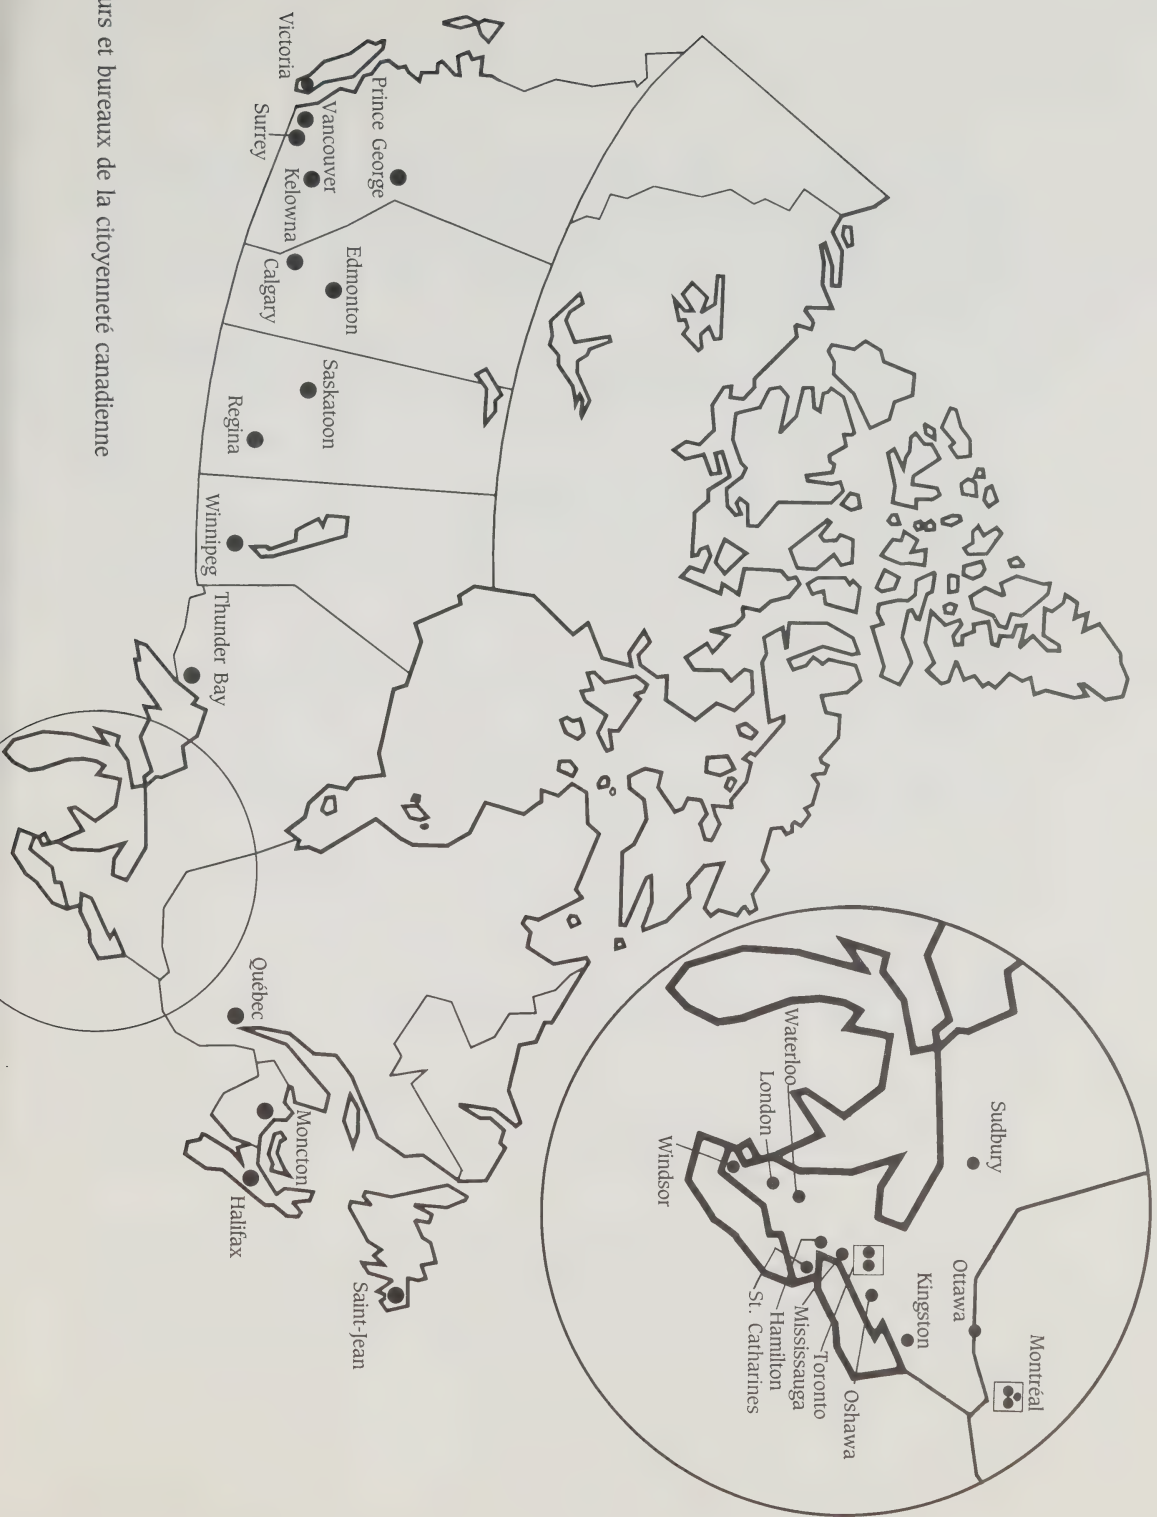 urs et bureaux de la citoyenneté canadienne
Victoria
Vancouver
Surrey
Prince George
Kelowna
Edmonton
Calgary
Saskatoon
Regina
Winnipeg
Thunder Bay
Québec
Moncton
Halifax
Saint-Jean
Sudbury
Ottawa
Montréal
Kingston
Waterloo
London
Windsor
Oshawa
Toronto
Mississauga
Hamilton
St. Catharines